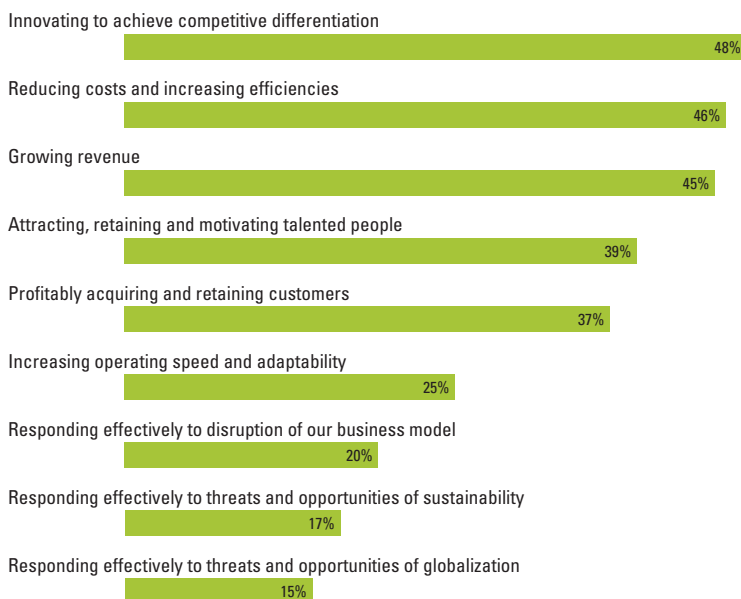 Innovating to achieve competitive differentiation
48%
Reducing costs and increasing efficiencies
46%
Growing revenue
45%
Attracting, retaining and motivating talented people
39%
Profitably acquiring and retaining customers
37%
Increasing operating speed and adaptability
25%
Responding effectively to disruption of our business model
20%
Responding effectively to threats and opportunities of sustainability
17%
Responding effectively to threats and opportunities of globalization
15%